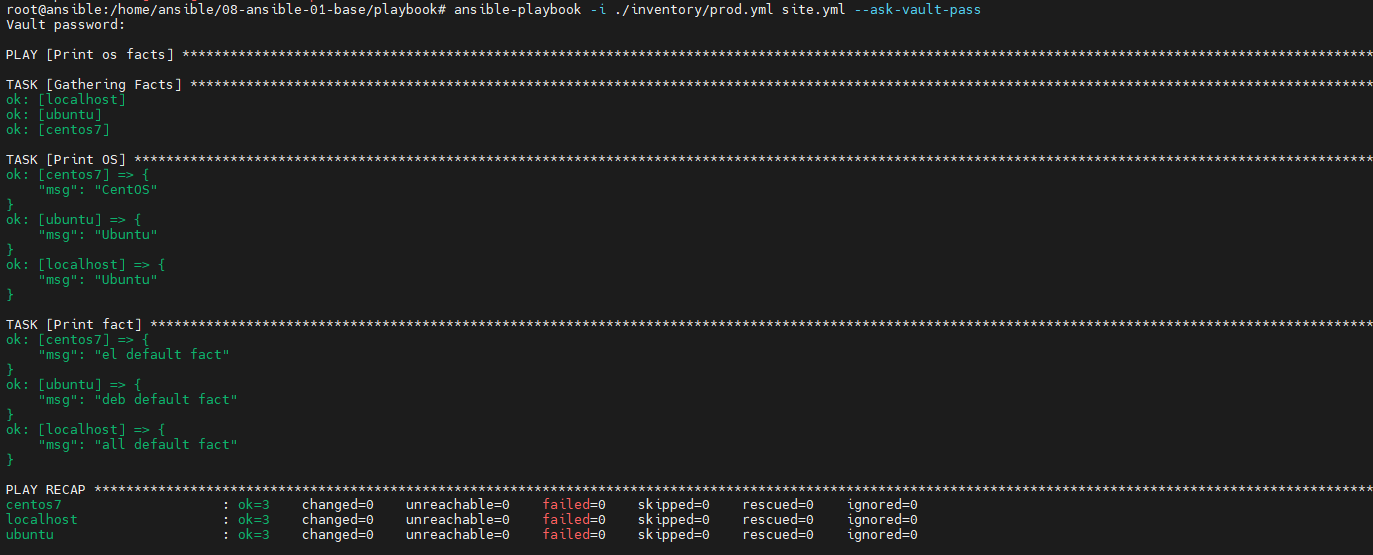 root@ansible:/home/ansible/08-ansible-01-base/playbook# ansible-playbook -i ./inventory/prod.yml site.yml --ask-vault-pass
Vault password:
PLAY [Print os facts] ****************************************************************************************************************************************************
TASK [Gathering Facts] ***************************************************************************************************************************************************
ok: [localhost]
ok: [ubuntu]
ok: [centos7]
TASK [Print OS] **********************************************************************************************************************************************************
ok: [centos7] => {
    "msg": "CentOS"
}
ok: [ubuntu] => {
    "msg": "Ubuntu"
}
ok: [localhost] => {
    "msg": "Ubuntu"
}
TASK [Print fact] ********************************************************************************************************************************************************
ok: [centos7] => {
    "msg": "el default fact"
}
ok: [ubuntu] => {
    "msg": "deb default fact"
}
ok: [localhost] => {
    "msg": "all default fact"
}
PLAY RECAP ***************************************************************************************************************************************************************
centos7                    : ok=3    changed=0    unreachable=0    failed=0    skipped=0    rescued=0    ignored=0
localhost                  : ok=3    changed=0    unreachable=0    failed=0    skipped=0    rescued=0    ignored=0
ubuntu                     : ok=3    changed=0    unreachable=0    failed=0    skipped=0    rescued=0    ignored=0